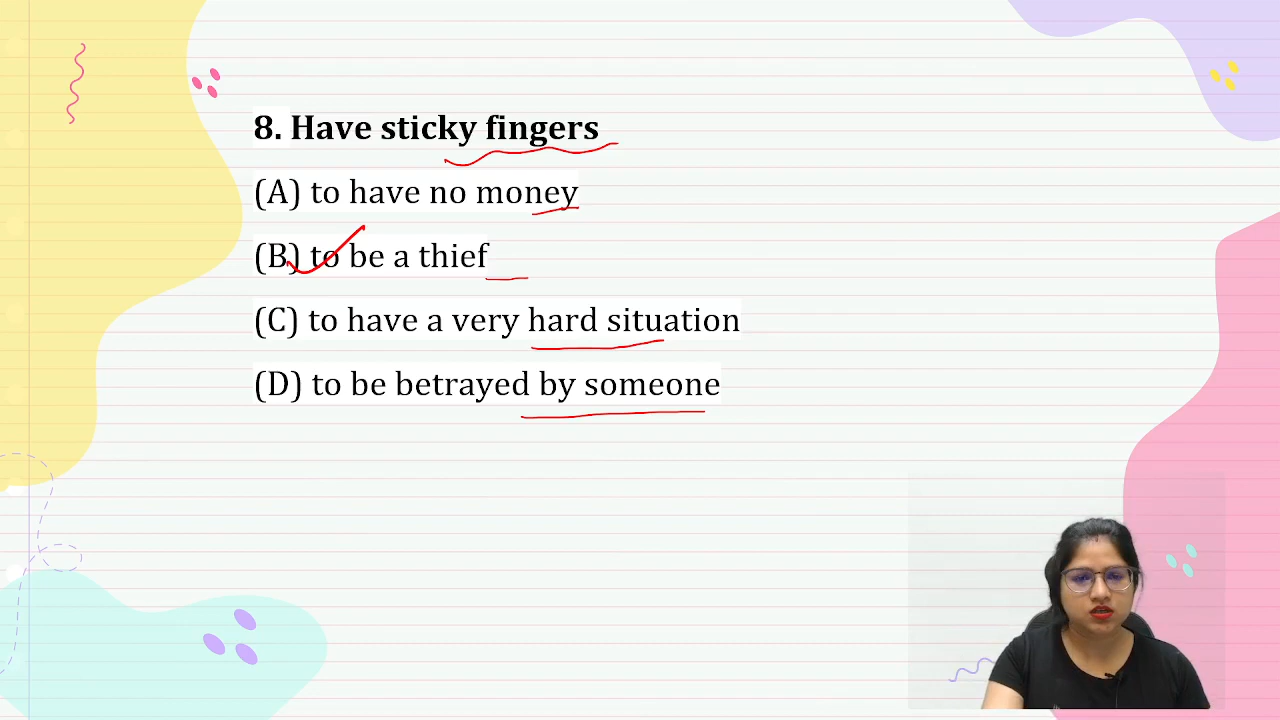 8. Have sticky fingers
(A) to have no money
(B) to be a thief
(C) to have a very hard situation
(D) to be betrayed by someone